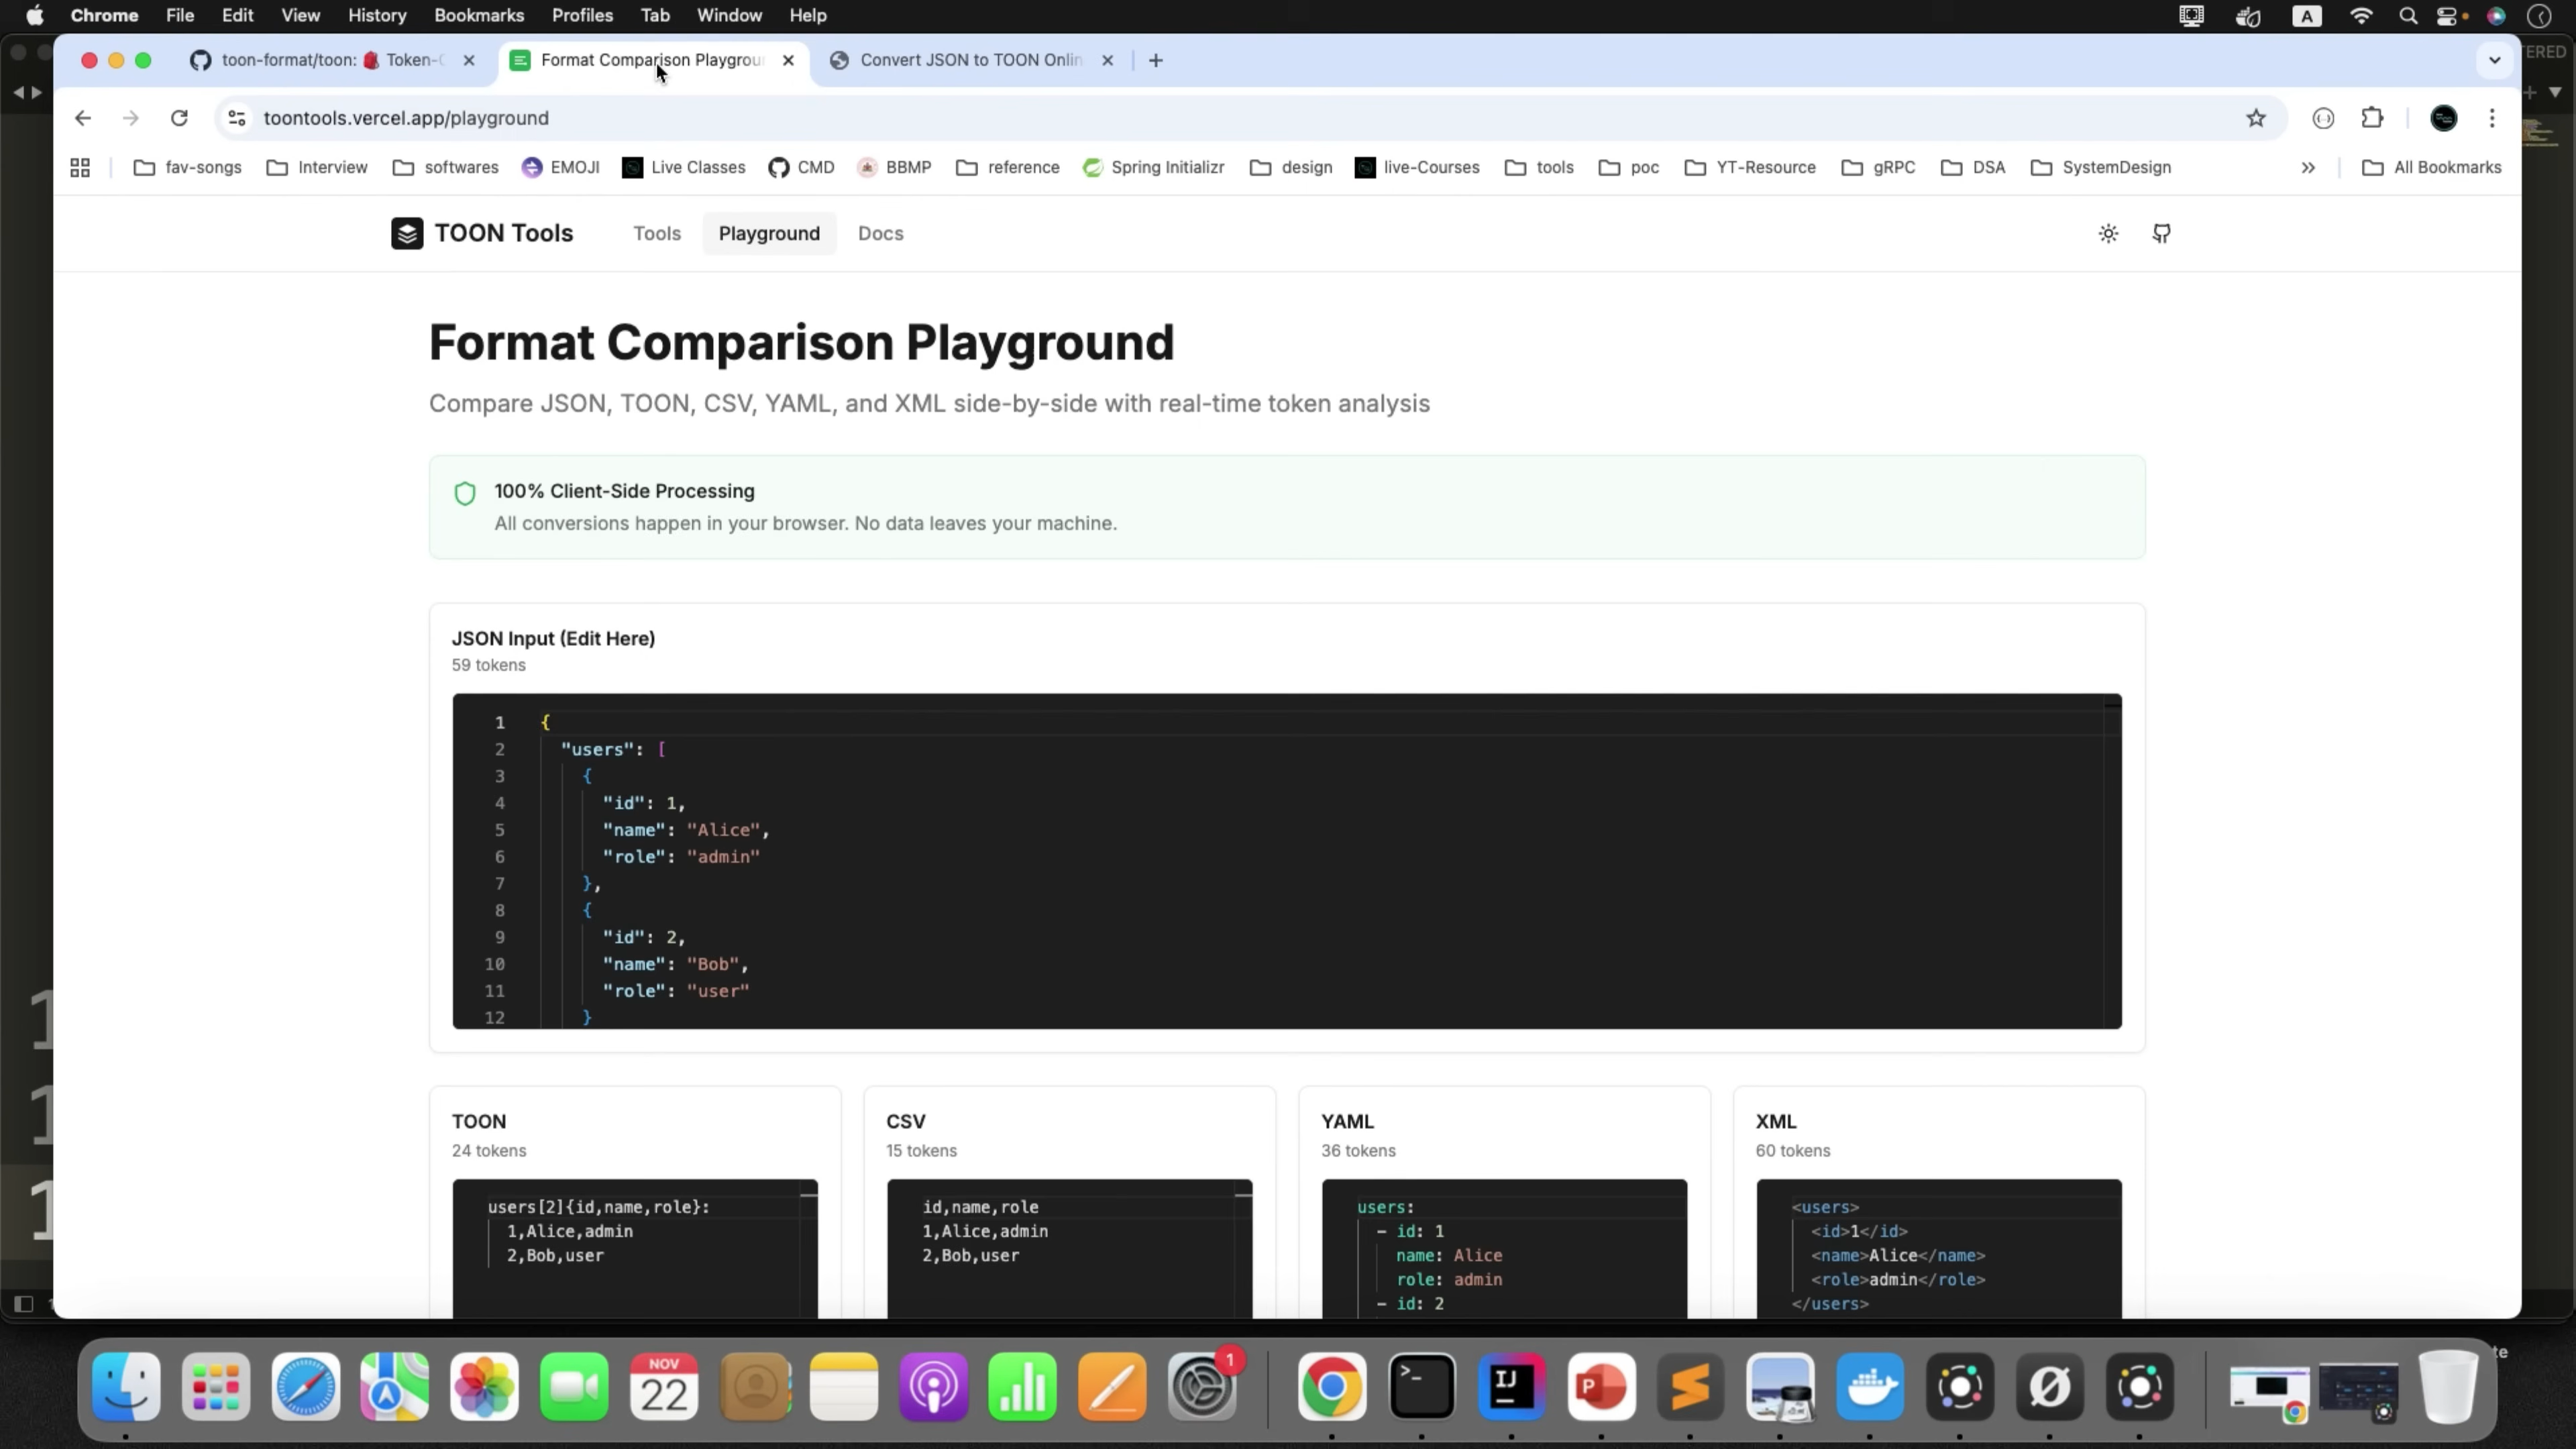 Chrome File Edit View History Bookmarks Profiles Tab Window Help
A
toon-format/toon: Token-
Format Comparison Playgrou
Convert JSON to TOON Onlin
toontools.vercel.app/playground
fav-songs Interview softwares EMOJI Live Classes CMD BBMP reference Spring Initializr design live-Courses tools poc YT-Resource gRPC DSA SystemDesign » All Bookmarks
TOON Tools Tools Playground Docs
Format Comparison Playground
Compare JSON, TOON, CSV, YAML, and XML side-by-side with real-time token analysis
100% Client-Side Processing
All conversions happen in your browser. No data leaves your machine.
JSON Input (Edit Here)
59 tokens
1 {
2 "users": [
3 {
4 "id": 1,
5 "name": "Alice",
6 "role": "admin"
7 },
8 {
9 "id": 2,
10 "name": "Bob",
11 "role": "user"
12 }
TOON
24 tokens
users[2]{id,name,role}:
1,Alice,admin
2,Bob,user
CSV
15 tokens
id,name,role
1,Alice,admin
2,Bob,user
YAML
36 tokens
users:
- id: 1
name: Alice
role: admin
- id: 2
XML
60 tokens
<users>
<id>1</id>
<name>Alice</name>
<role>admin</role>
</users>
NOV
22
1
IJ
P